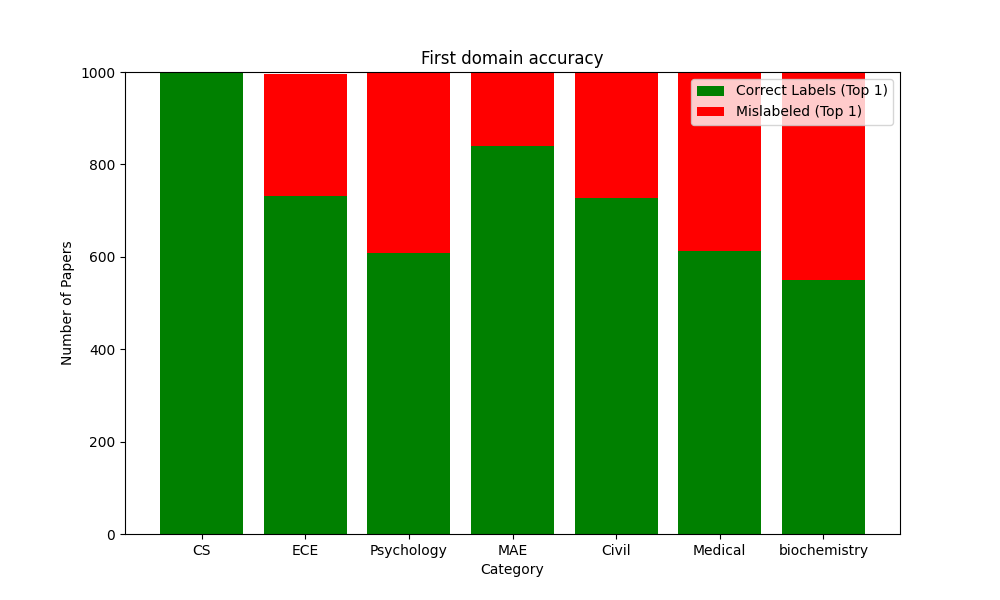 First domain accuracy
Correct Labels (Top 1)
Mislabeled (Top 1)
Number of Papers
1000
800
600
400
200
0
CS
ECE
Psychology
MAE
Civil
Medical
biochemistry
Category